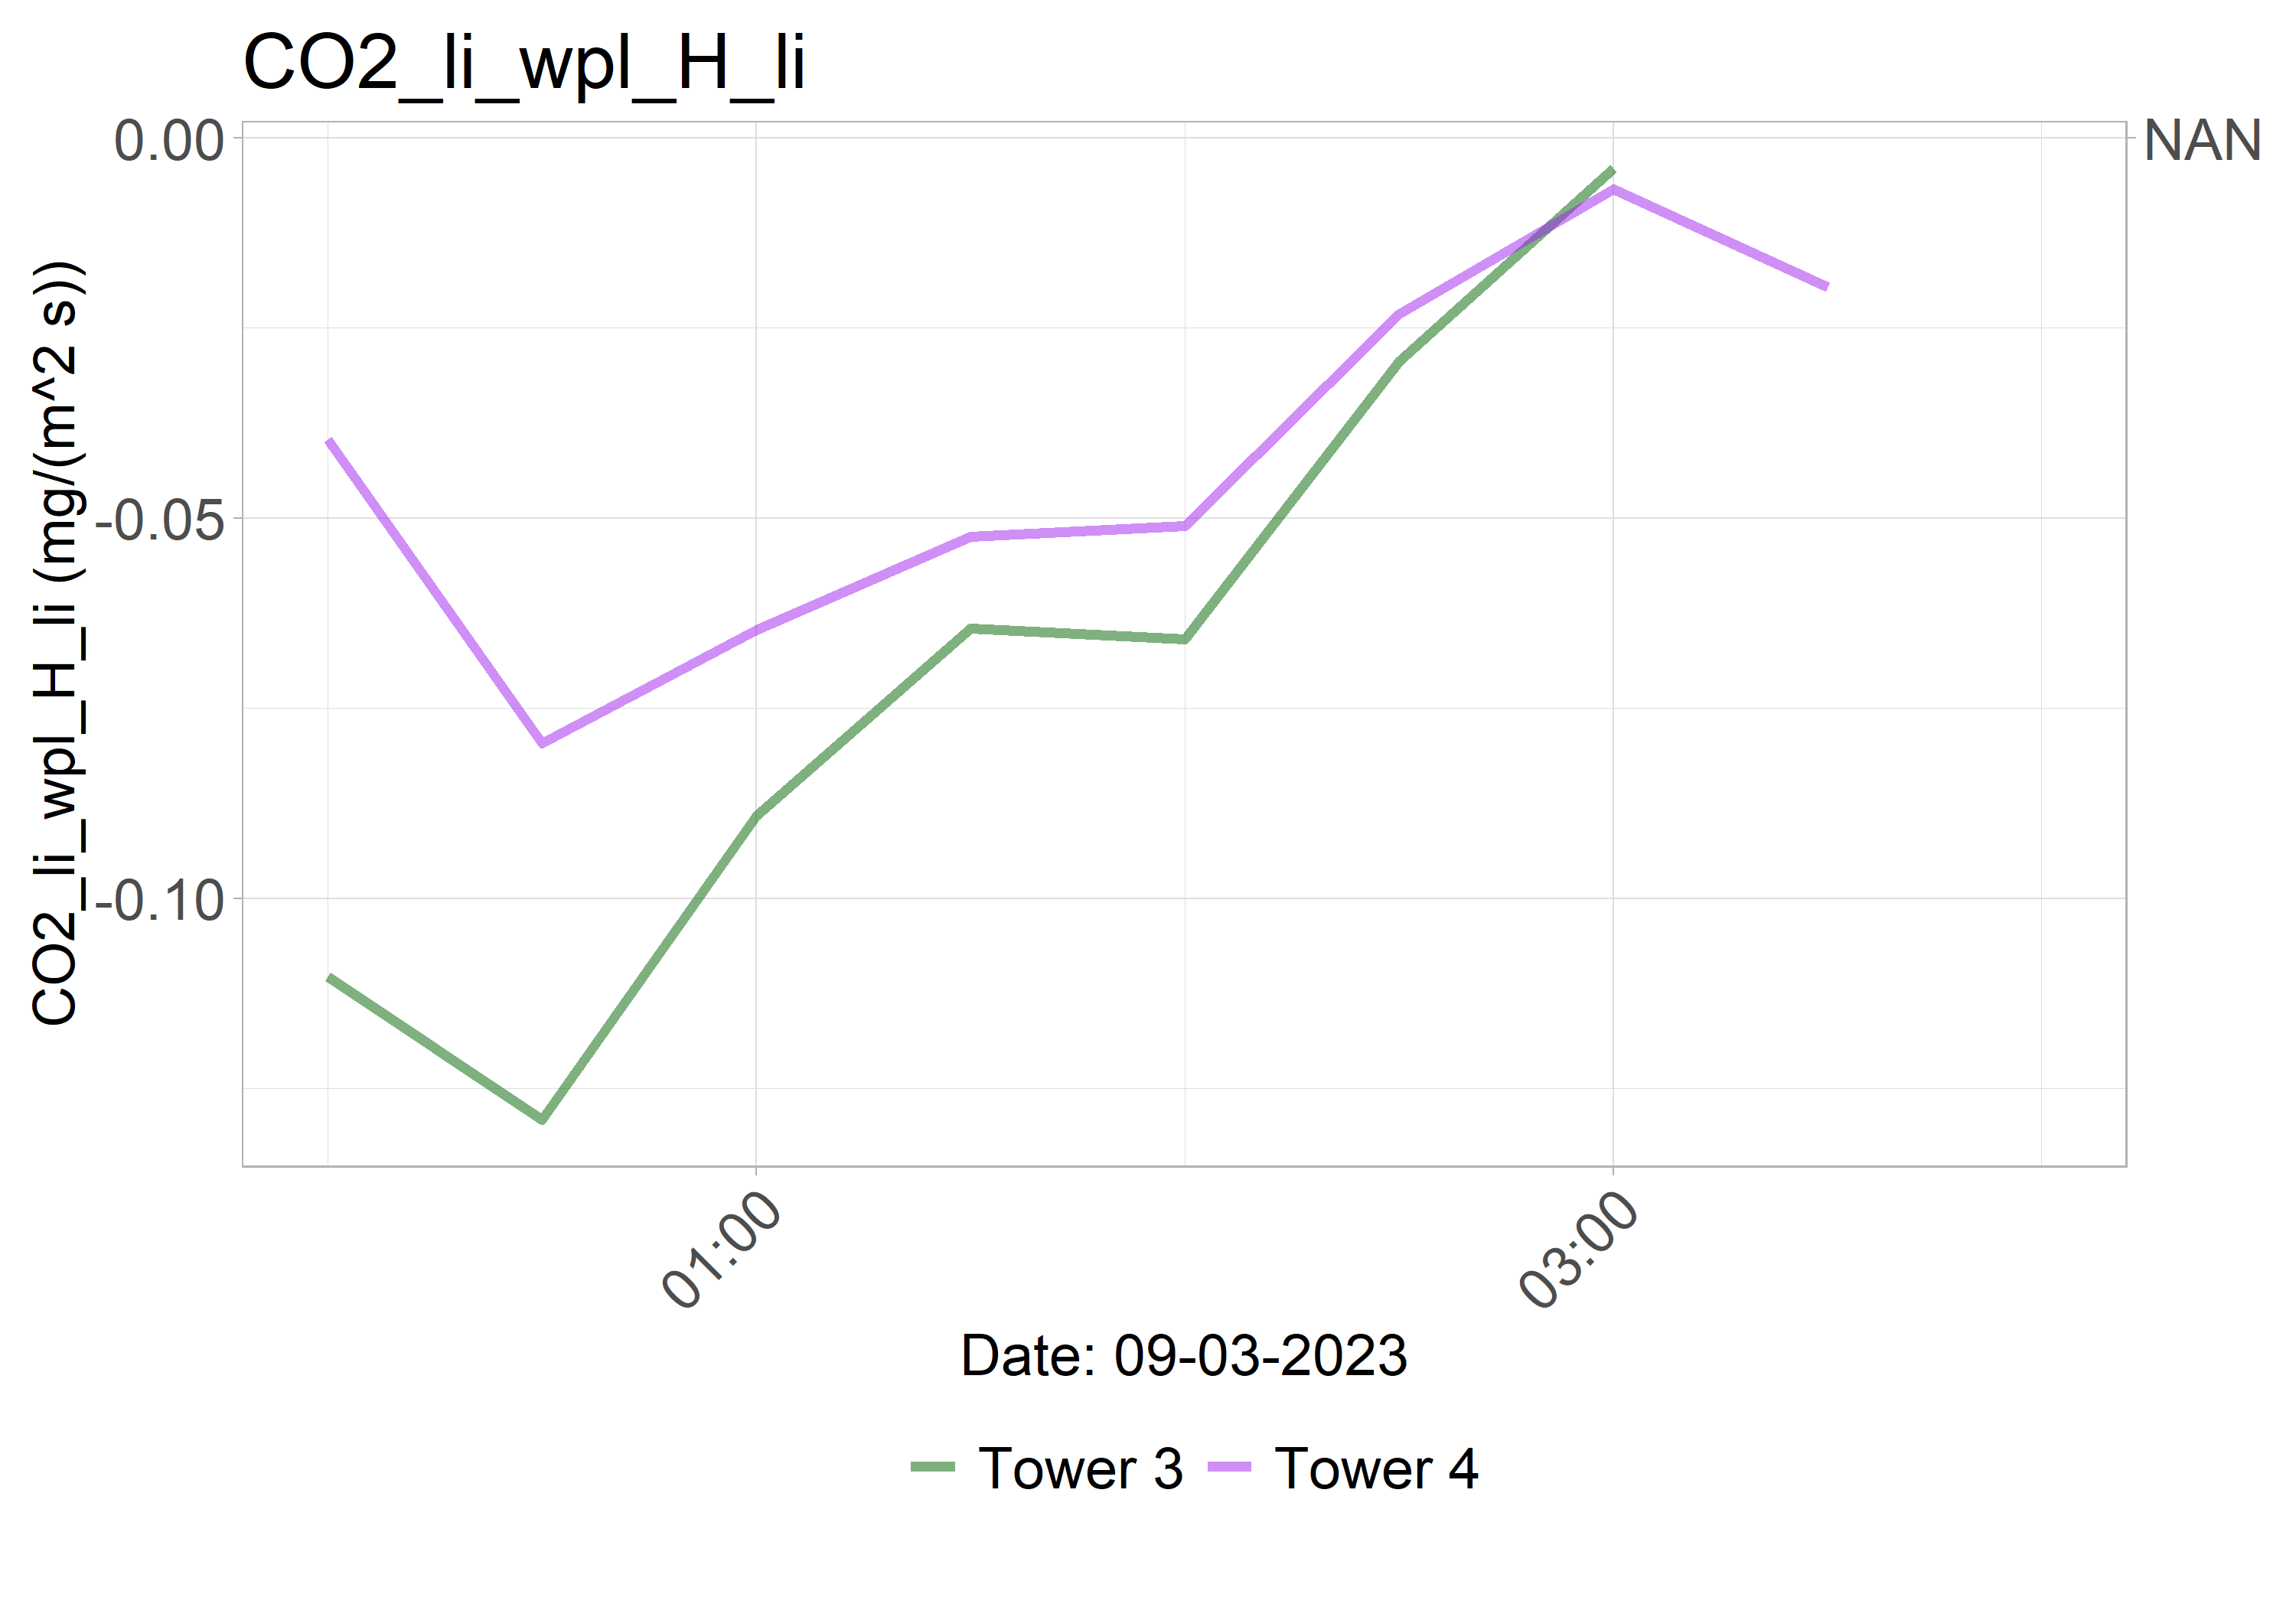 CO2_li_wpl_H_li
0.00
NAN
-0.05
-0.10
CO2_li_wpl_H_li (mg/(m^2 s))
01:00
03:00
Date: 09-03-2023
Tower 3
Tower 4